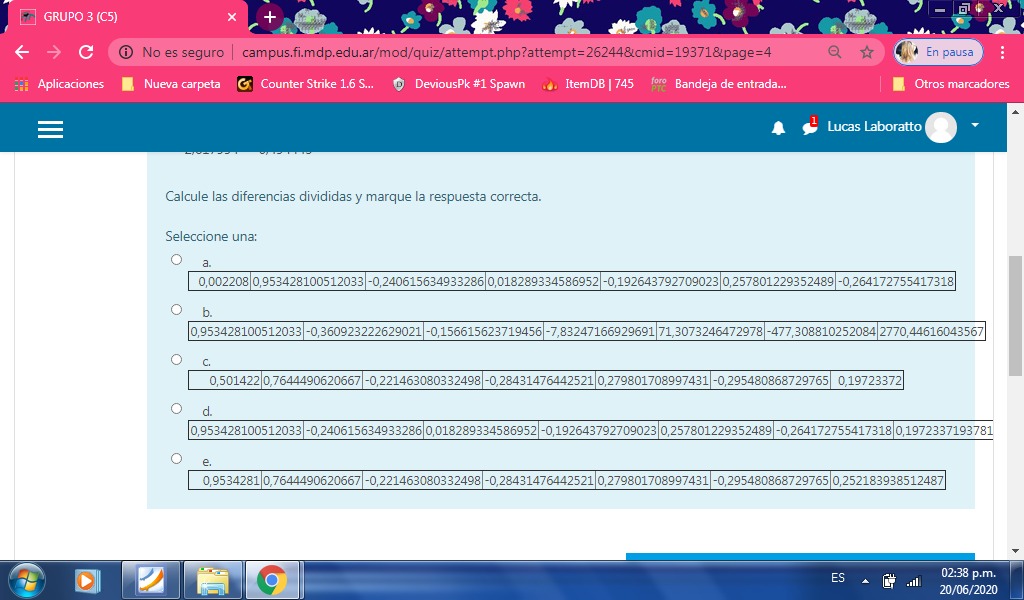 GRUPO 3 (C5)
No es seguro | campus.fi.mdp.edu.ar/mod/quiz/attempt.php?attempt=26244&cmid=19371&page=4
En pausa
Aplicaciones Nueva carpeta Counter Strike 1.6 S... DeviousPk #1 Spawn ItemDB | 745 foro PTC Bandeja de entrada... Otros marcadores
1 Lucas Laboratto
Calcule las diferencias divididas y marque la respuesta correcta.
Seleccione una:
a.
0,002208 0,953428100512033 -0,240615634933286 0,018289334586952 -0,192643792709023 0,257801229352489 -0,264172755417318
b.
0,953428100512033 -0,360923222629021 -0,156615623719456 -7,83247166929691 71,3073246472978 -477,308810252084 2770,44616043567
c.
0,501422 0,7644490620667 -0,221463080332498 -0,28431476442521 0,279801708997431 -0,295480868729765 0,19723372
d.
0,953428100512033 -0,240615634933286 0,018289334586952 -0,192643792709023 0,257801229352489 -0,264172755417318 0,1972337193781
e.
0,9534281 0,7644490620667 -0,221463080332498 -0,28431476442521 0,279801708997431 -0,295480868729765 0,252183938512487
ES
02:38 p.m.
20/06/2020